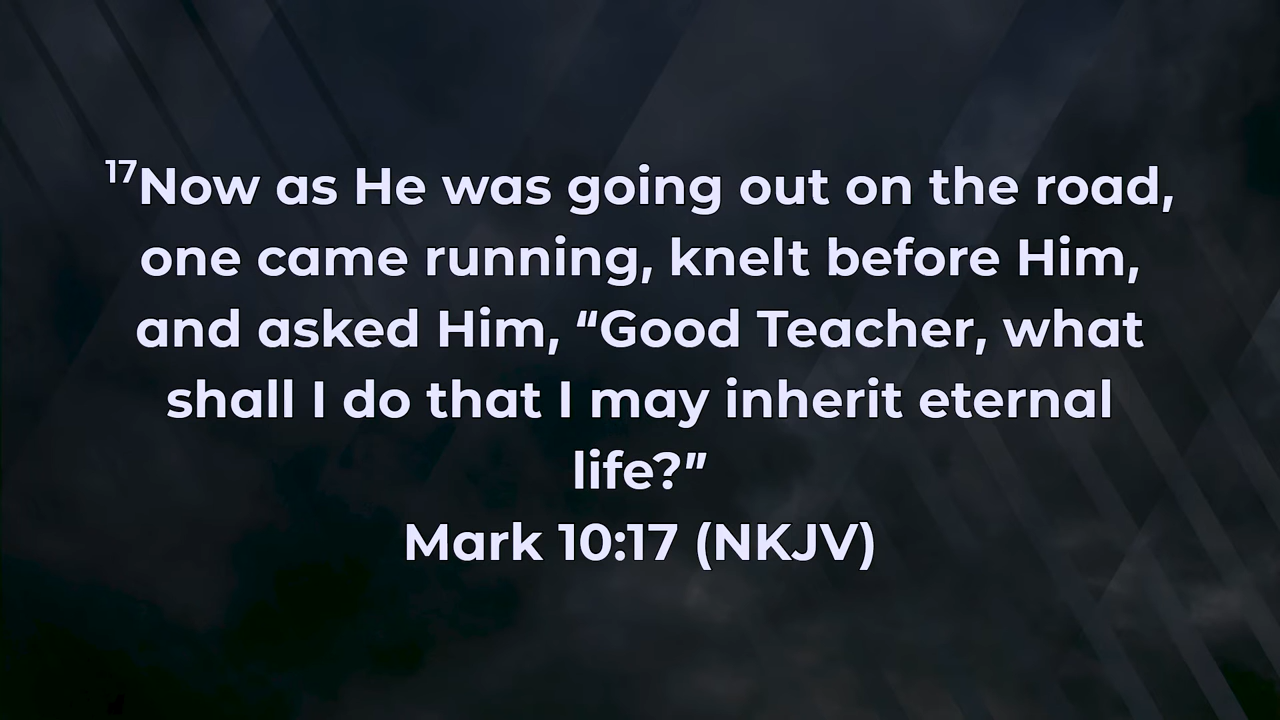 17Now as He was going out on the road,
one came running, knelt before Him,
and asked Him, “Good Teacher, what
shall I do that I may inherit eternal
life?”
Mark 10:17 (NKJV)